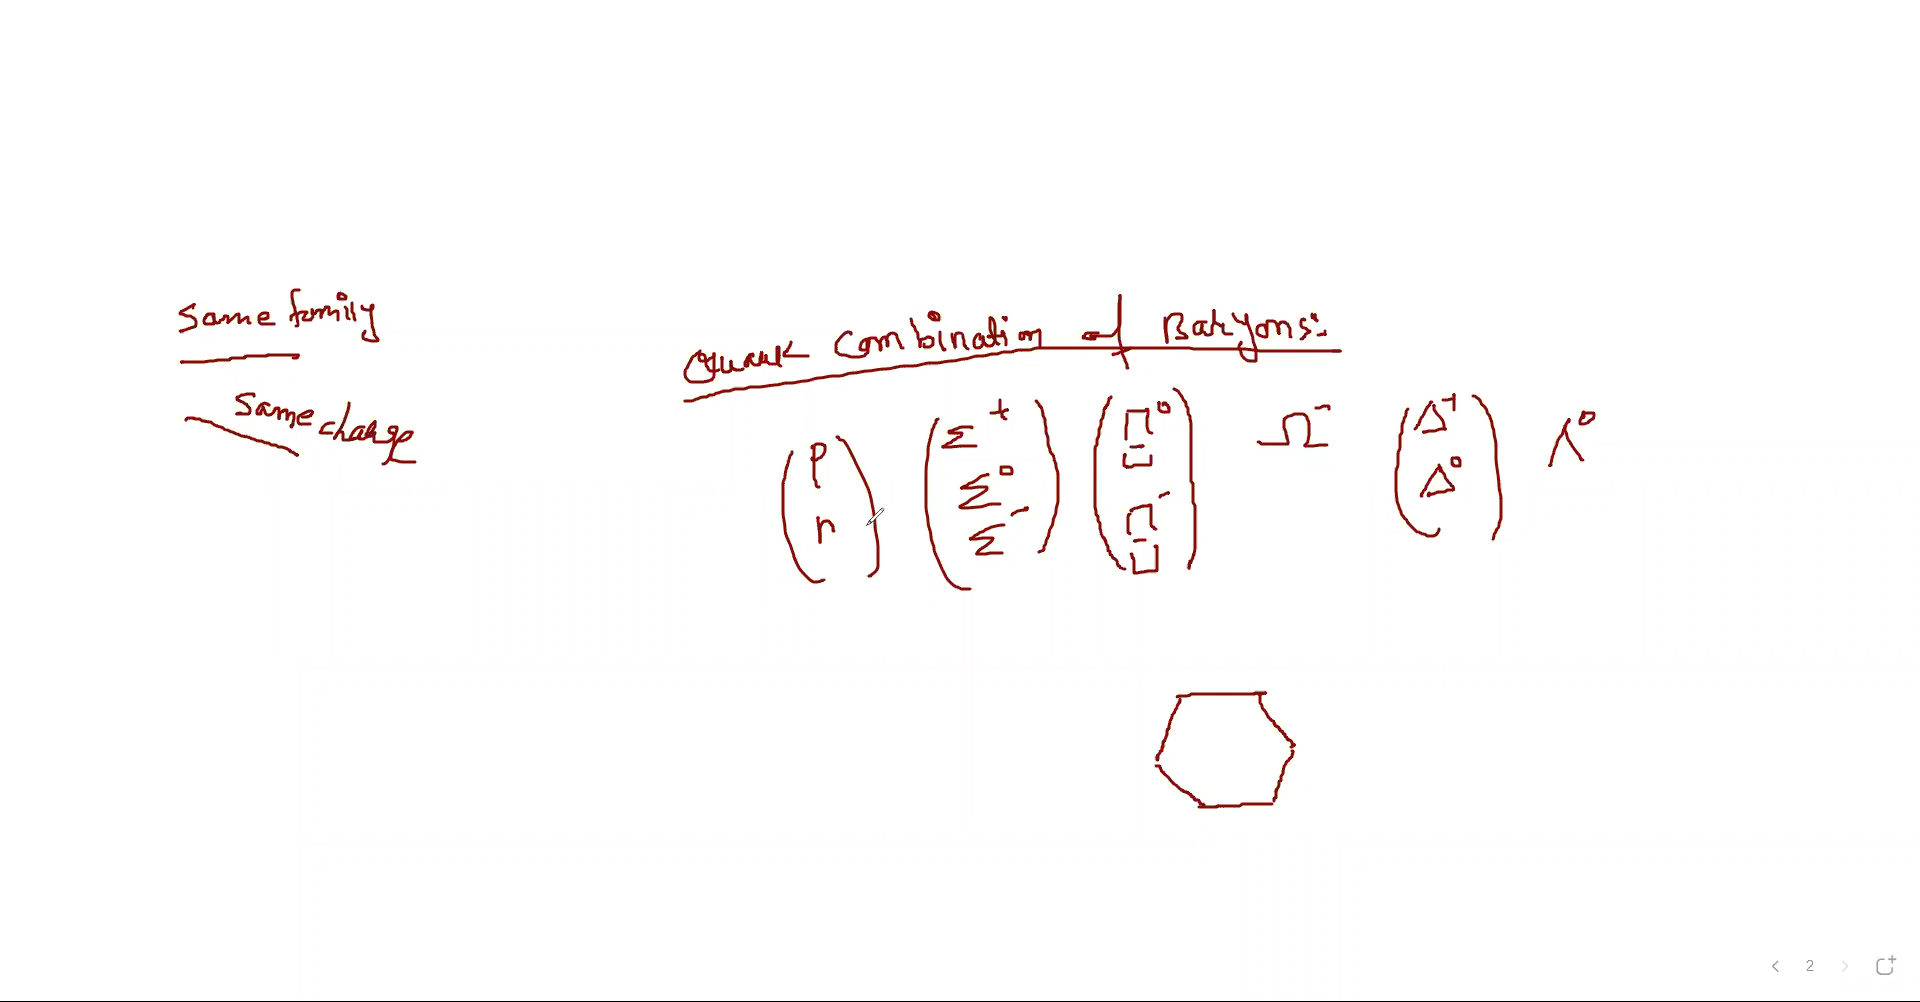 Same family
Same charge
Quark Combination of Baryons:
p
n
Σ⁺
Σ⁰
Σ⁻
Ξ⁰
Ξ⁻
Ω⁻
Δ⁺
Δ⁰
Λ⁰
2